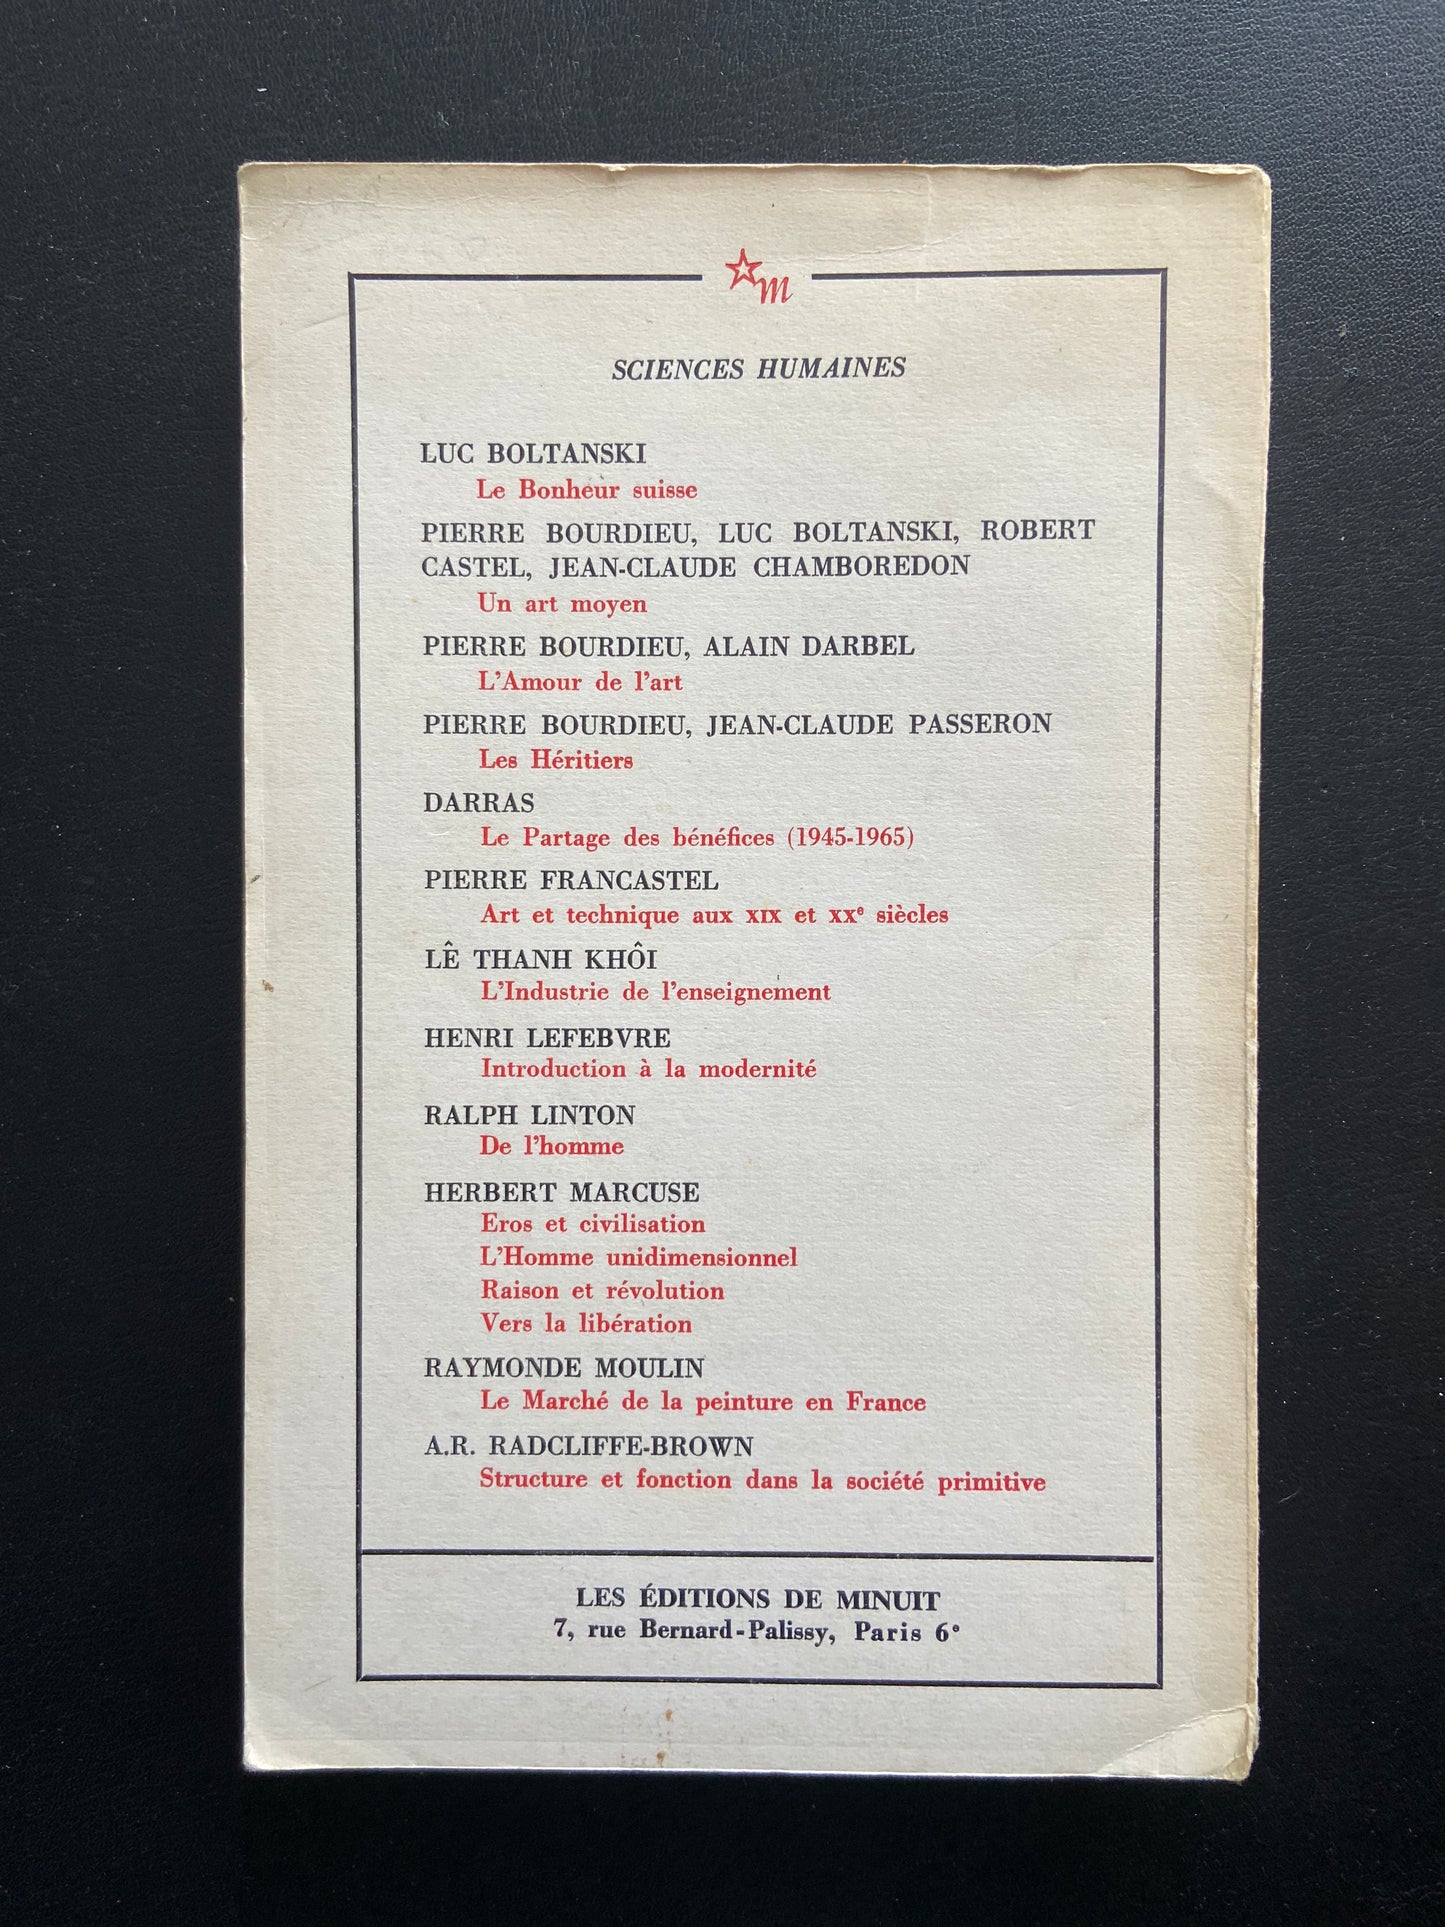 m
SCIENCES HUMAINES
LUC BOLTANSKI
Le Bonheur suisse
PIERRE BOURDIEU, LUC BOLTANSKI, ROBERT
CASTEL, JEAN-CLAUDE CHAMBOREDON
Un art moyen
PIERRE BOURDIEU, ALAIN DARBEL
L'Amour de l'art
PIERRE BOURDIEU, JEAN-CLAUDE PASSERON
Les Héritiers
DARRAS
Le Partage des bénéfices (1945-1965)
PIERRE FRANCASTEL
Art et technique aux XIX et XXᵉ siècles
LÊ THANH KHÔI
L'Industrie de l'enseignement
HENRI LEFEBVRE
Introduction à la modernité
RALPH LINTON
De l'homme
HERBERT MARCUSE
Eros et civilisation
L'Homme unidimensionnel
Raison et révolution
Vers la libération
RAYMONDE MOULIN
Le Marché de la peinture en France
A.R. RADCLIFFE-BROWN
Structure et fonction dans la société primitive
LES ÉDITIONS DE MINUIT
7, rue Bernard-Palissy, Paris 6ᵉ